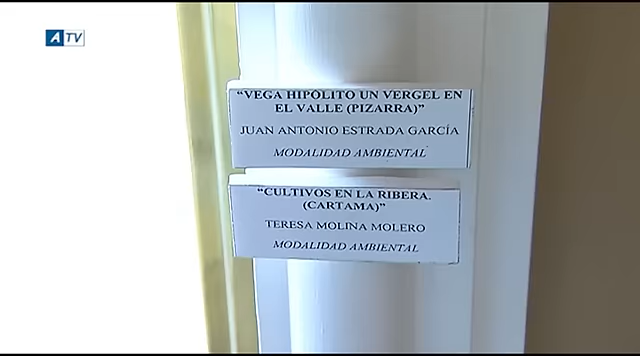 ATV
“VEGA HIPÓLITO UN VERGEL EN
EL VALLE (PIZARRA)”
JUAN ANTONIO ESTRADA GARCÍA
MODALIDAD AMBIENTAL
“CULTIVOS EN LA RIBERA.
(CARTAMA)”
TERESA MOLINA MOLERO
MODALIDAD AMBIENTAL